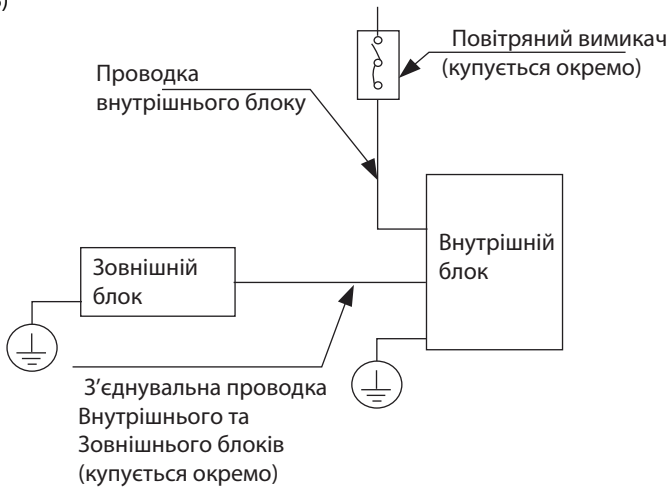 Повітряний вимикач
(купується окремо)
Проводка
внутрішнього блоку
Внутрішній
блок
Зовнішній
блок
З’єднувальна проводка
Внутрішнього та
Зовнішнього блоків
(купується окремо)